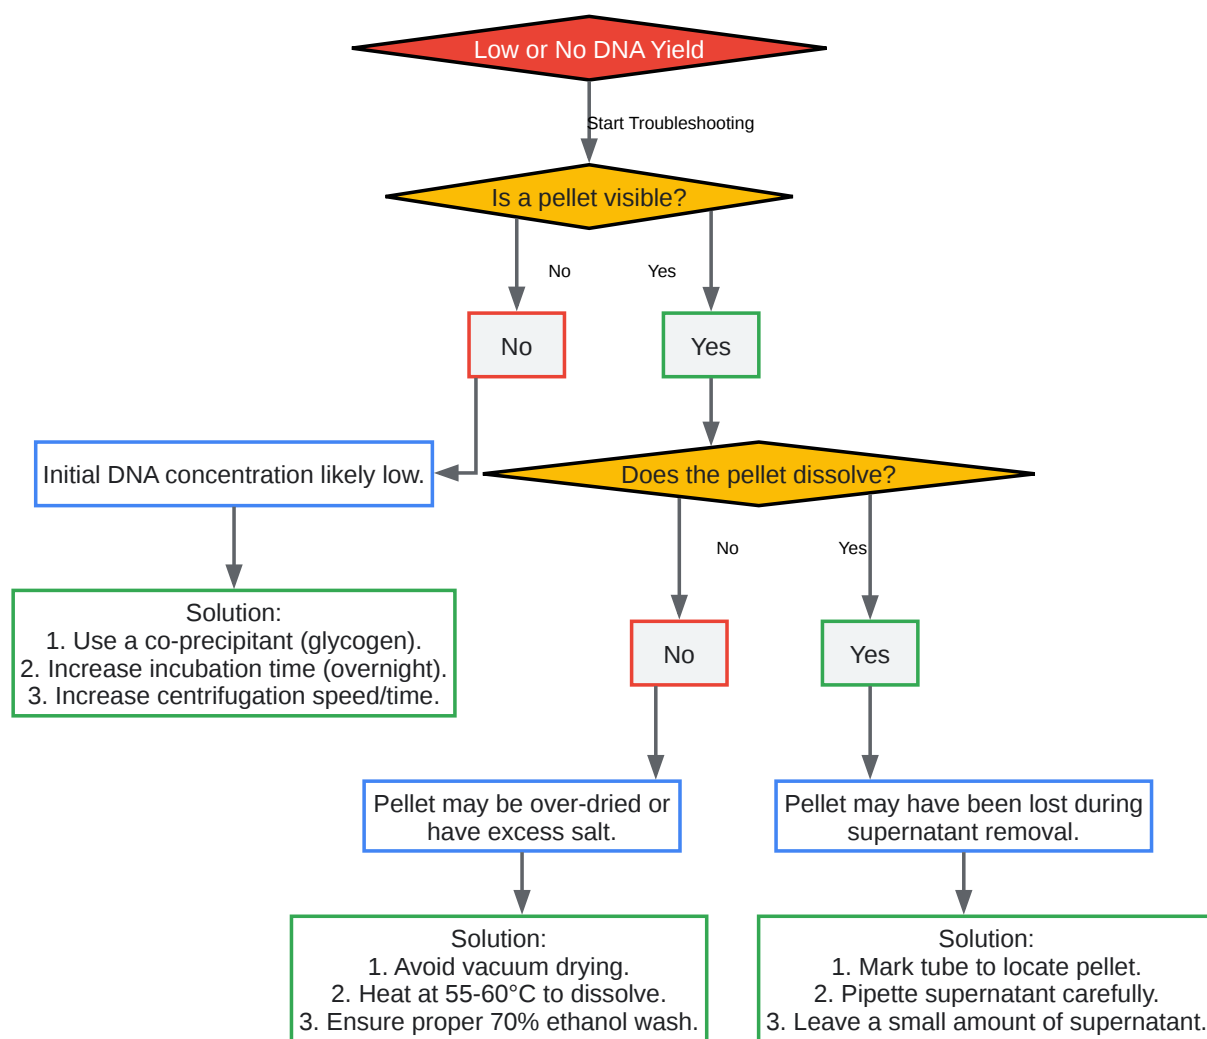 Low or No DNA Yield
Start Troubleshooting
Is a pellet visible?
No
Yes
No
Yes
Initial DNA concentration likely low.
Does the pellet dissolve?
No
Yes
Solution:
1. Use a co-precipitant (glycogen).
2. Increase incubation time (overnight).
3. Increase centrifugation speed/time.
No
Yes
Pellet may be over-dried or
have excess salt.
Pellet may have been lost during
supernatant removal.
Solution:
1. Avoid vacuum drying.
2. Heat at 55-60°C to dissolve.
3. Ensure proper 70% ethanol wash.
Solution:
1. Mark tube to locate pellet.
2. Pipette supernatant carefully.
3. Leave a small amount of supernatant.